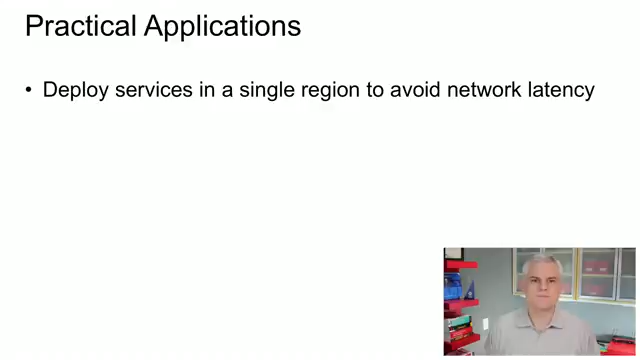 Practical Applications
• Deploy services in a single region to avoid network latency